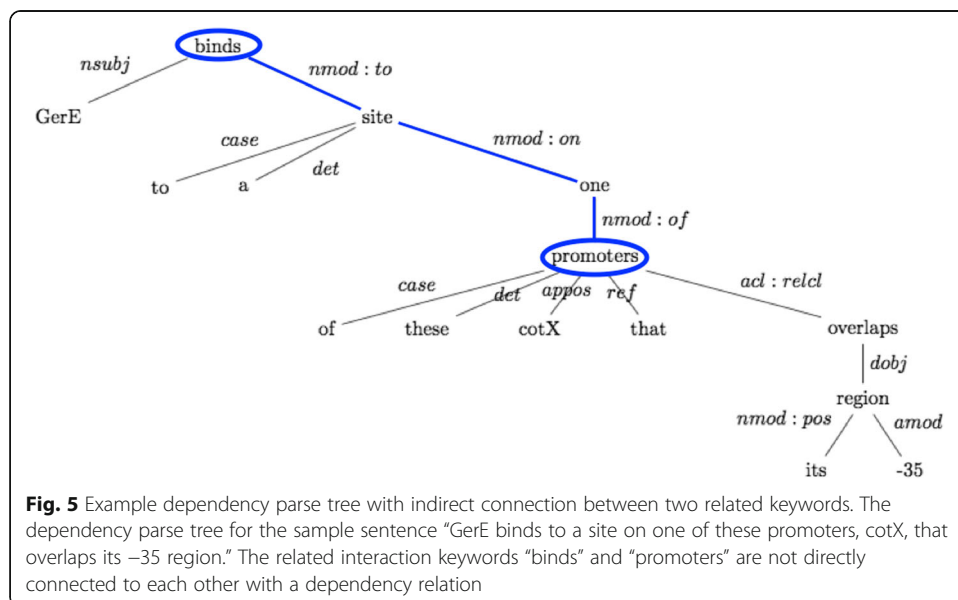 binds
nsubj
nmod : to
GerE
site
case
det
nmod : on
to
a
one
nmod : of
promoters
case
det
appos
ref
acl : relcl
of
these
cotX
that
overlaps
dobj
region
nmod : pos
amod
its
-35
Fig. 5 Example dependency parse tree with indirect connection between two related keywords. The
dependency parse tree for the sample sentence “GerE binds to a site on one of these promoters, cotX, that
overlaps its −35 region.” The related interaction keywords “binds” and “promoters” are not directly
connected to each other with a dependency relation